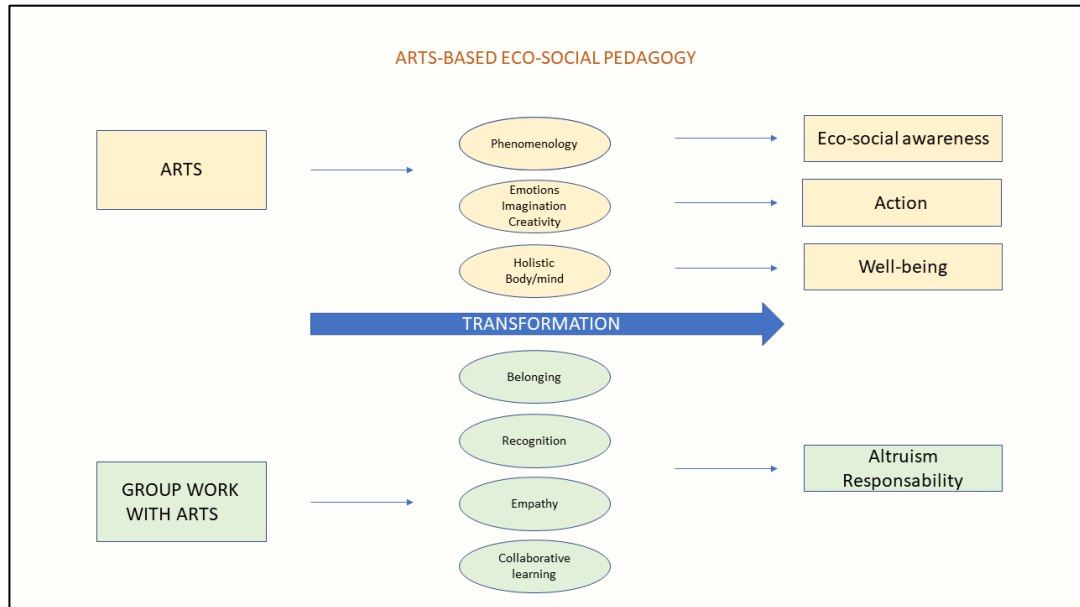 ARTS-BASED ECO-SOCIAL PEDAGOGY
ARTS
Phenomenology
Eco-social awareness
Emotions
Imagination
Creativity
Action
Holistic
Body/mind
Well-being
TRANSFORMATION
Belonging
Recognition
GROUP WORK
WITH ARTS
Empathy
Collaborative
learning
Altruism
Responsability